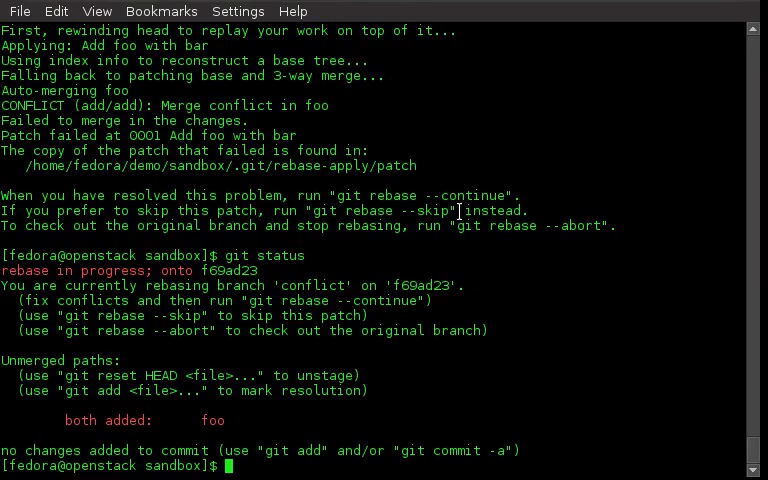 File Edit View Bookmarks Settings Help
First, rewinding head to replay your work on top of it...
Applying: Add foo with bar
Using index info to reconstruct a base tree...
Falling back to patching base and 3-way merge...
Auto-merging foo
CONFLICT (add/add): Merge conflict in foo
Failed to merge in the changes.
Patch failed at 0001 Add foo with bar
The copy of the patch that failed is found in:
   /home/fedora/demo/sandbox/.git/rebase-apply/patch

When you have resolved this problem, run "git rebase --continue".
If you prefer to skip this patch, run "git rebase --skip" instead.
To check out the original branch and stop rebasing, run "git rebase --abort".

[fedora@openstack sandbox]$ git status
rebase in progress; onto f69ad23
You are currently rebasing branch 'conflict' on 'f69ad23'.
  (fix conflicts and then run "git rebase --continue")
  (use "git rebase --skip" to skip this patch)
  (use "git rebase --abort" to check out the original branch)

Unmerged paths:
  (use "git reset HEAD <file>..." to unstage)
  (use "git add <file>..." to mark resolution)

        both added:      foo

no changes added to commit (use "git add" and/or "git commit -a")
[fedora@openstack sandbox]$